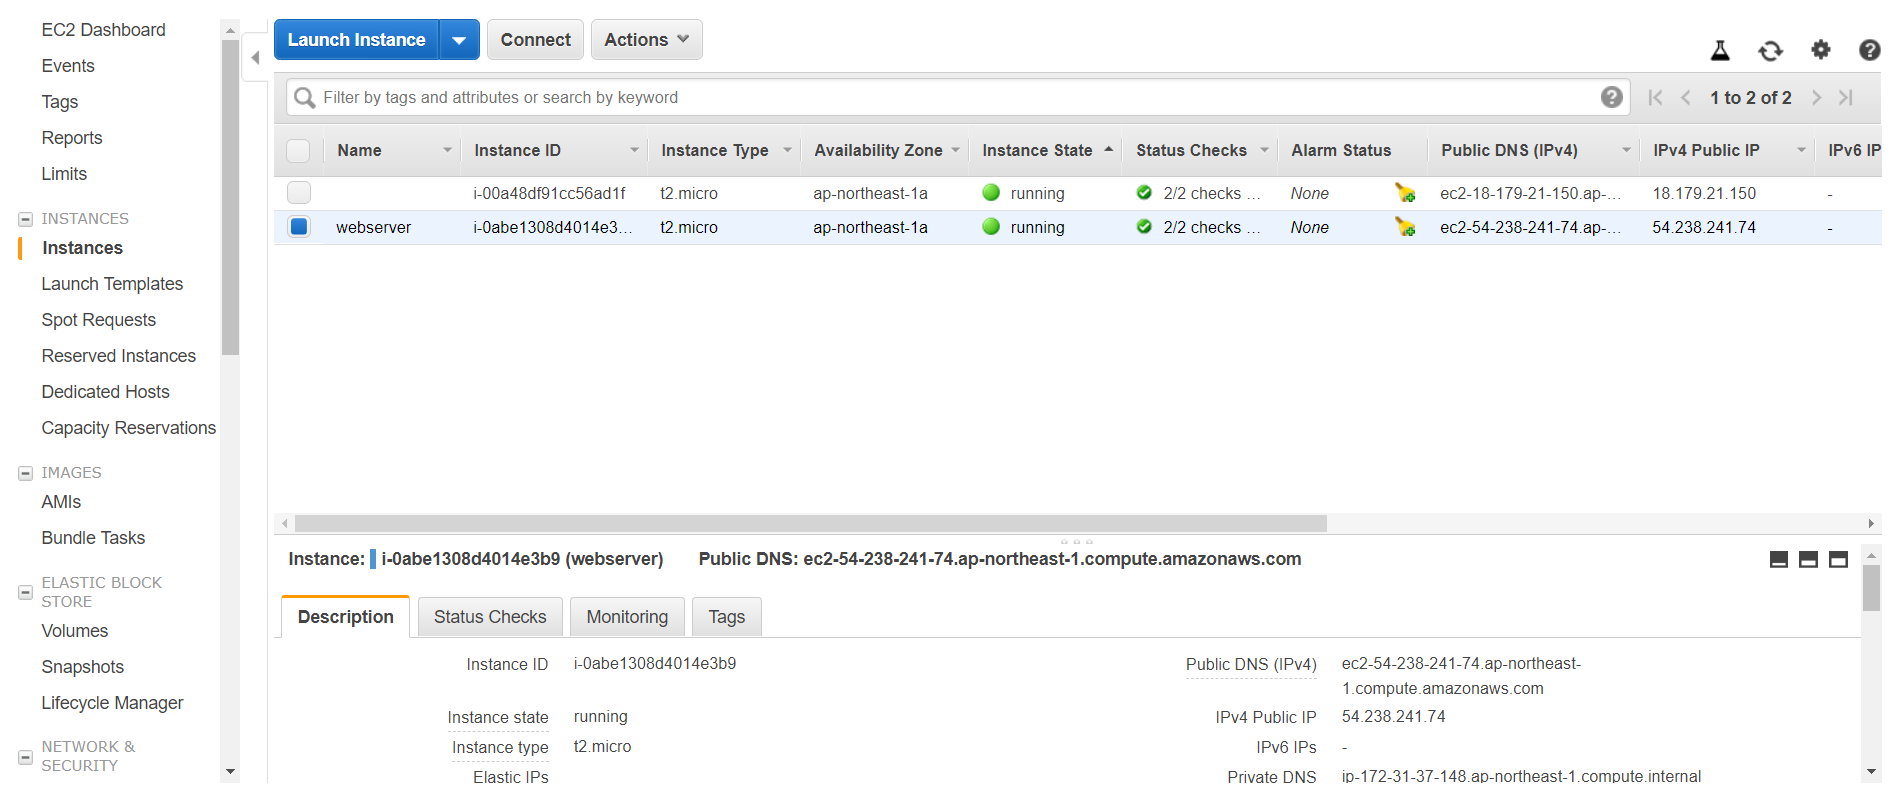 EC2 Dashboard
Events
Tags
Reports
Limits
INSTANCES
Instances
Launch Templates
Spot Requests
Reserved Instances
Dedicated Hosts
Capacity Reservations
IMAGES
AMIs
Bundle Tasks
ELASTIC BLOCK
STORE
Volumes
Snapshots
Lifecycle Manager
NETWORK &
SECURITY
Launch Instance Connect Actions
Filter by tags and attributes or search by keyword 1 to 2 of 2
Name Instance ID Instance Type Availability Zone Instance State Status Checks Alarm Status Public DNS (IPv4) IPv4 Public IP IPv6 IP
i-00a48df91cc56ad1f t2.micro ap-northeast-1a running 2/2 checks ... None ec2-18-179-21-150.ap-... 18.179.21.150 -
webserver i-0abe1308d4014e3... t2.micro ap-northeast-1a running 2/2 checks ... None ec2-54-238-241-74.ap-... 54.238.241.74 -
Instance: i-0abe1308d4014e3b9 (webserver) Public DNS: ec2-54-238-241-74.ap-northeast-1.compute.amazonaws.com
Description Status Checks Monitoring Tags
Instance ID i-0abe1308d4014e3b9
Instance state running
Instance type t2.micro
Elastic IPs
Public DNS (IPv4) ec2-54-238-241-74.ap-northeast-
1.compute.amazonaws.com
IPv4 Public IP 54.238.241.74
IPv6 IPs -
Private DNS ip-172-31-37-148.ap-northeast-1.compute.internal